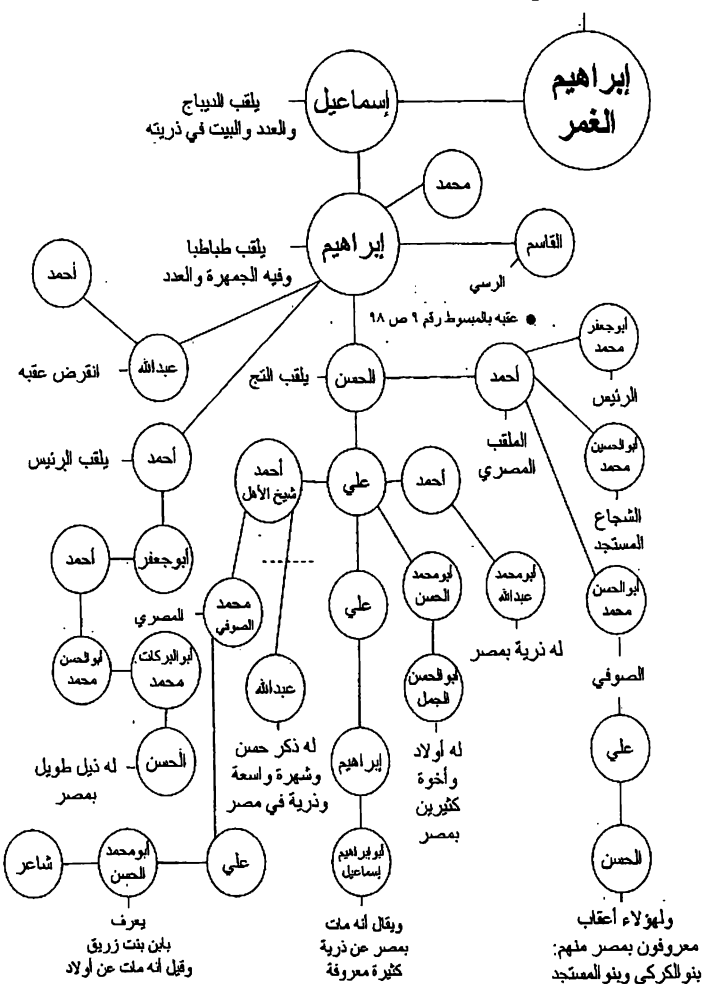 إبراهيم
الغمر
إسماعيل
يلقب الديباج
والعدد والبيت في ذريته
محمد
إبراهيم
يلقب طباطبا
وفيه الجمهرة والعدد
القاسم
الرسي
أحمد
عبدالله
انقرض عقبه
● عقبه بالمبسوط رقم ٩ ص ٩٨
أبوجعفر
محمد
الرئيس
أحمد
الملقب
المصري
الحسن
يلقب التج
أبوالحسين
محمد
الشجاع
المستجد
أحمد
يلقب الرئيس
أحمد
شيخ الأهل
علي
أحمد
أبوجعفر
أحمد
أبومحمد
الحسن
أبومحمد
عبدالله
له ذرية بمصر
أبوالحسن
محمد
الصوفي
محمد
الصوفي
المصري
علي
أبوالحسن
محمد
أبوالبركات
محمد
عبدالله
له ذكر حسن
وشهرة واسعة
وذرية في مصر
أبوالحسن
الجمل
له أولاد
وأخوة
كثيرين
بمصر
الحسن
له ذيل طويل
بمصر
إبراهيم
علي
شاعر
أبومحمد
الحسن
علي
أبوإبراهيم
إسماعيل
الحسن
يعرف
بابن بنت زريق
وقيل أنه مات عن أولاد
ويقال أنه مات
بمصر عن ذرية
كثيرة معروفة
ولهؤلاء أعقاب
معروفون بمصر منهم:
بنوالكركي وبنوالمستجد